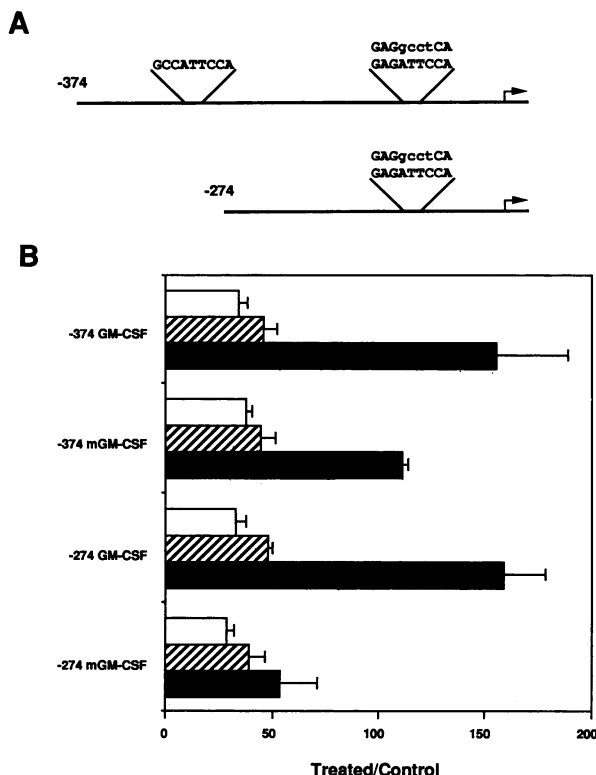 A
GAGgcctCA
GCCATTCCA GAGATTCCA
-374
GAGgcctCA
GAGATTCCA
-274
B
-374 GM-CSF
-374 mGM-CSF
-274 GM-CSF
-274 mGM-CSF
0 50 100 150 200
Treated/Control